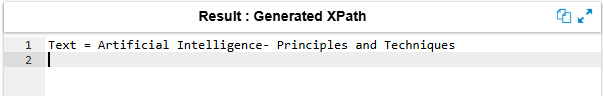 Result : Generated XPath
1 Text = Artificial Intelligence- Principles and Techniques
2